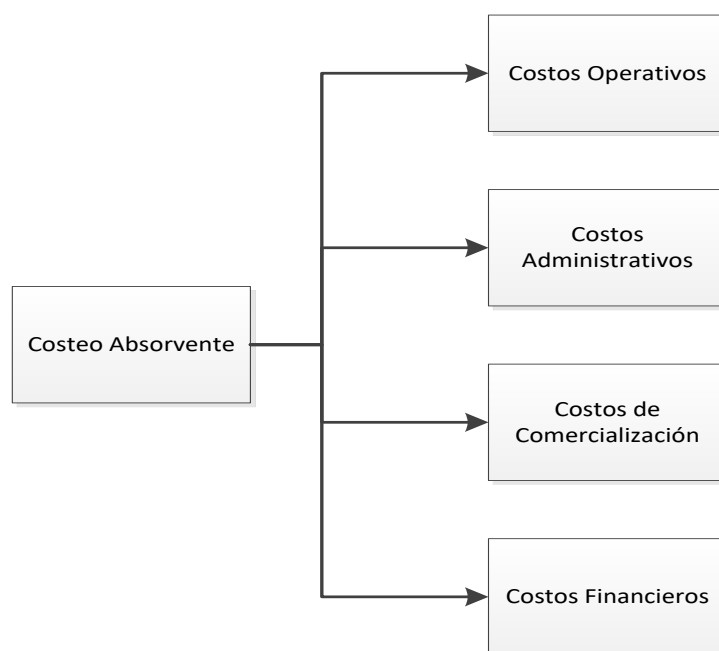 Costos Operativos
Costos
Administrativos
Costeo Absorvente
Costos de
Comercialización
Costos Financieros